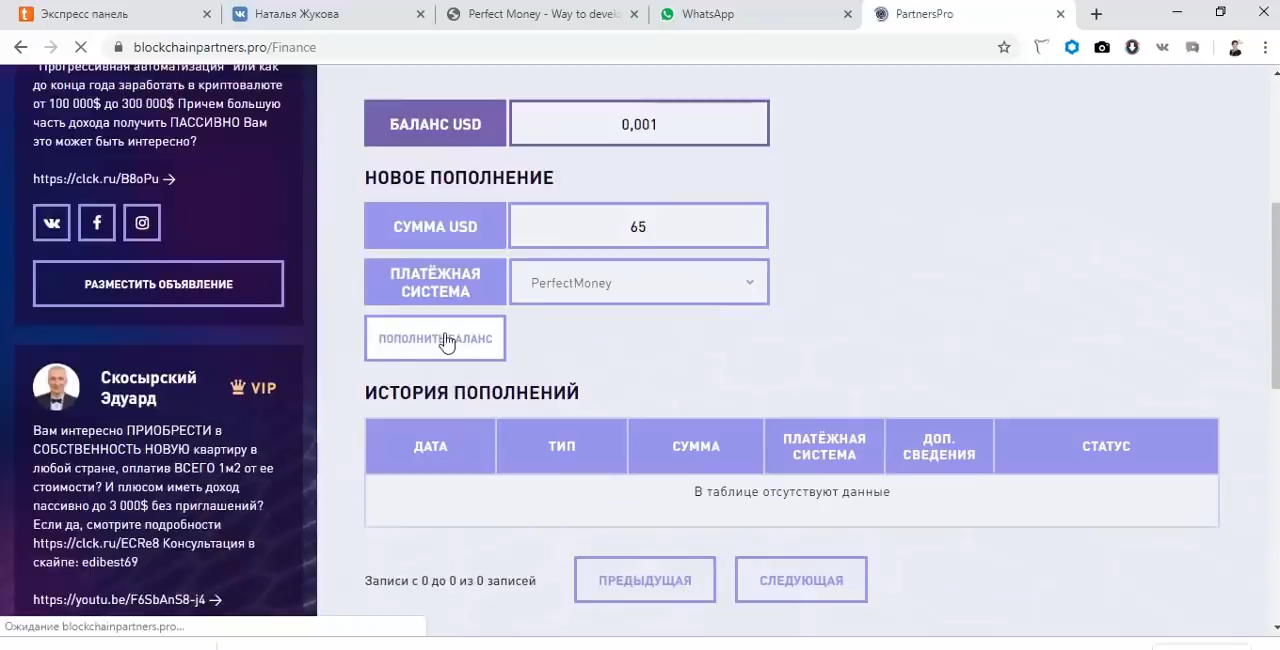 Экспресс панель
Наталья Жукова
Perfect Money - Way to develo
WhatsApp
PartnersPro
blockchainpartners.pro/Finance
"Прогрессивная автоматизация" или как
до конца года заработать в криптовалюте
от 100 000$ до 300 000$ Причем большую
часть дохода получить ПАССИВНО Вам
это может быть интересно?
https://clck.ru/B8oPu →
РАЗМЕСТИТЬ ОБЪЯВЛЕНИЕ
Скосырский
Эдуард
VIP
Вам интересно ПРИОБРЕСТИ в
СОБСТВЕННОСТЬ НОВУЮ квартиру в
любой стране, оплатив ВСЕГО 1м2 от ее
стоимости? И плюсом иметь доход
пассивно до 3 000$ без приглашений?
Если да, смотрите подробности
https://clck.ru/ECRe8 Консультация в
скайпе: edibest69
https://youtu.be/F6SbAnS8-j4 →
Ожидание blockchainpartners.pro...
БАЛАНС USD
0,001
НОВОЕ ПОПОЛНЕНИЕ
СУММА USD
65
ПЛАТЁЖНАЯ
СИСТЕМА
PerfectMoney
ПОПОЛНИТЬ БАЛАНС
ИСТОРИЯ ПОПОЛНЕНИЙ
ДАТА
ТИП
СУММА
ПЛАТЁЖНАЯ
СИСТЕМА
ДОП.
СВЕДЕНИЯ
СТАТУС
В таблице отсутствуют данные
Записи с 0 до 0 из 0 записей
ПРЕДЫДУЩАЯ
СЛЕДУЮЩАЯ